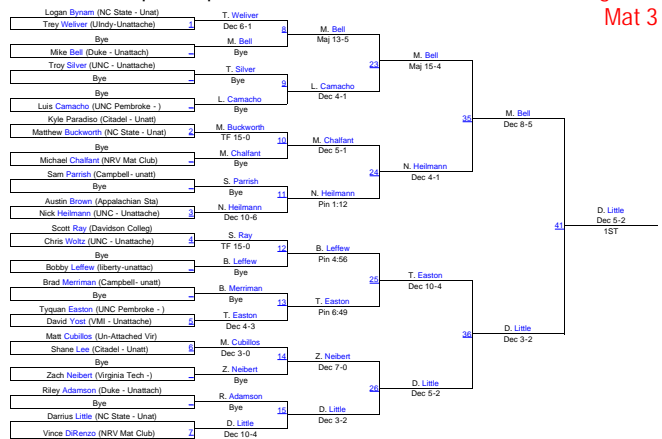 Mat 3
Logan Bynam (NC State - Unat)
Trey Weliver (UIndy-Unattache) 1
Bye
Mike Bell (Duke - Unattach)
Troy Silver (UNC - Unattache)
Bye
Bye
Luis Camacho (UNC Pembroke - )
Kyle Paradiso (Citadel - Unatt)
Matthew Buckworth (NC State - Unat) 2
Bye
Michael Chalfant (NRV Mat Club)
Sam Parrish (Campbell- unatt)
Bye
Austin Brown (Appalachian Sta)
Nick Heilmann (UNC - Unattache) 3
Scott Ray (Davidson Colleg)
Chris Woltz (UNC - Unattache) 4
Bye
Bobby Leffew (liberty-unattac)
Brad Merriman (Campbell- unatt)
Bye
Tyquan Easton (UNC Pembroke - )
David Yost (VMI - Unattache) 5
Matt Cubillos (Un-Attached Vir)
Shane Lee (Citadel - Unatt) 6
Bye
Zach Neibert (Virginia Tech -)
Riley Adamson (Duke - Unattach)
Bye
Darrius Little (NC State - Unat)
Vince DiRenzo (NRV Mat Club) 7
T. Weliver
Dec 6-1
8
M. Bell
Bye
T. Silver
Bye
9
L. Camacho
Bye
M. Buckworth
TF 15-0
10
M. Chalfant
Bye
S. Parrish
Bye
11
N. Heilmann
Dec 10-6
S. Ray
TF 15-0
12
B. Leffew
Bye
B. Merriman
Bye
13
T. Easton
Dec 4-3
M. Cubillos
Dec 3-0
14
Z. Neibert
Bye
R. Adamson
Bye
15
D. Little
Dec 10-4
M. Bell
Maj 13-5
23
L. Camacho
Dec 4-1
M. Chalfant
Dec 5-1
24
N. Heilmann
Pin 1:12
B. Leffew
Pin 4:56
25
T. Easton
Pin 6:49
Z. Neibert
Dec 7-0
26
D. Little
Dec 3-2
M. Bell
Maj 15-4
35
N. Heilmann
Dec 4-1
T. Easton
Dec 10-4
36
D. Little
Dec 5-2
M. Bell
Dec 8-5
41
D. Little
Dec 3-2
D. Little
Dec 5-2
1ST